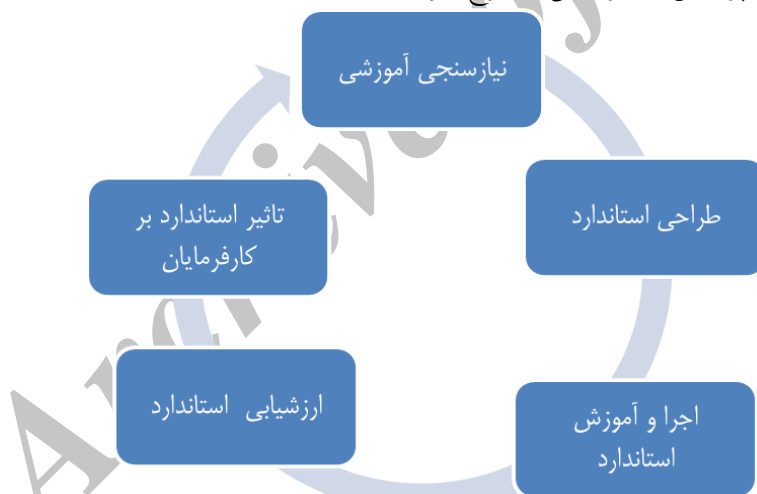 نیازسنجی آموزشی
طراحی استاندارد
اجرا و آموزش
استاندارد
ارزشیابی استاندارد
تاثیر استاندارد بر
کارفرمایان